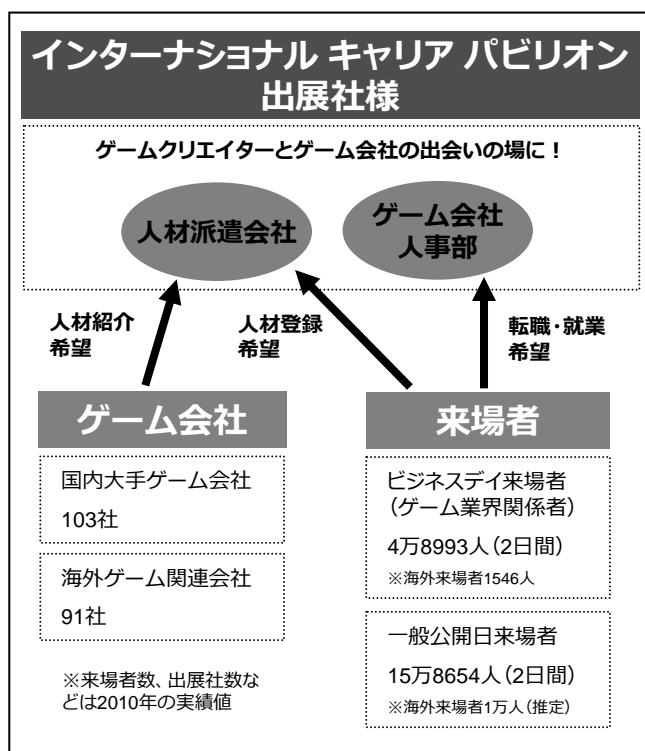 インターナショナル キャリア パビリオン
出展社様
ゲームクリエイターとゲーム会社の出会いの場に！
人材派遣会社
ゲーム会社
人事部
人材紹介
希望
人材登録
希望
転職・就業
希望
ゲーム会社
国内大手ゲーム会社
103社
海外ゲーム関連会社
91社
※来場者数、出展社数な
どは2010年の実績値
来場者
ビジネスデイ来場者
（ゲーム業界関係者）
4万8993人（2日間）
※海外来場者1546人
一般公開日来場者
15万8654人（2日間）
※海外来場者1万人（推定）